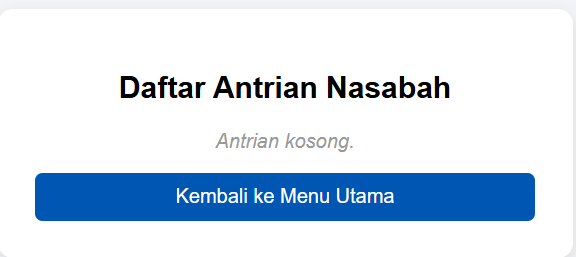 Daftar Antrian Nasabah
Antrian kosong.
Kembali ke Menu Utama